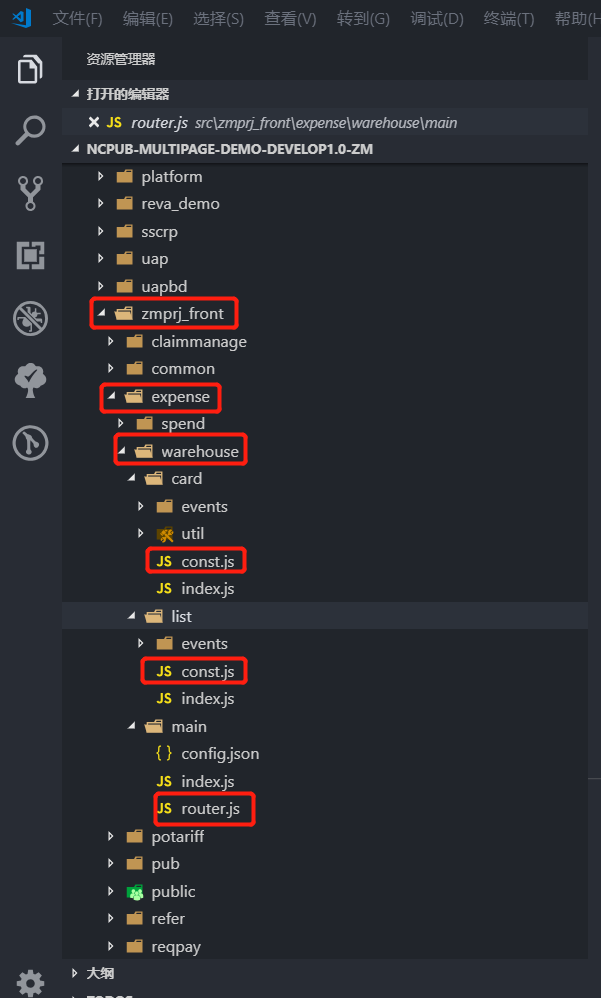 文件(F) 编辑(E) 选择(S) 查看(V) 转到(G) 调试(D) 终端(T) 帮助(H
资源管理器
打开的编辑器
JS router.js src\zmprj_front\expense\warehouse\main
NCPUB-MULTIPAGE-DEMO-DEVELOP1.0-ZM
platform
reva_demo
sscrp
uap
uapbd
zmprj_front
claimmanage
common
expense
spend
warehouse
card
events
util
JS const.js
JS index.js
list
events
JS const.js
JS index.js
main
{ } config.json
JS index.js
JS router.js
potariff
pub
public
refer
reqpay
大纲